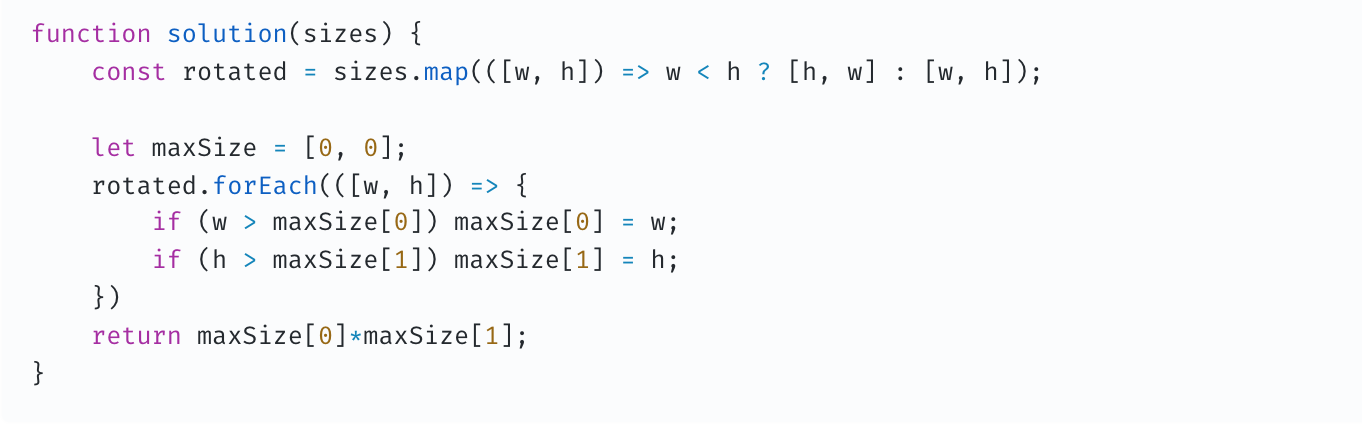 function solution(sizes) {
    const rotated = sizes.map(([w, h]) => w < h ? [h, w] : [w, h]);

    let maxSize = [0, 0];
    rotated.forEach(([w, h]) => {
        if (w > maxSize[0]) maxSize[0] = w;
        if (h > maxSize[1]) maxSize[1] = h;
    })
    return maxSize[0]*maxSize[1];
}